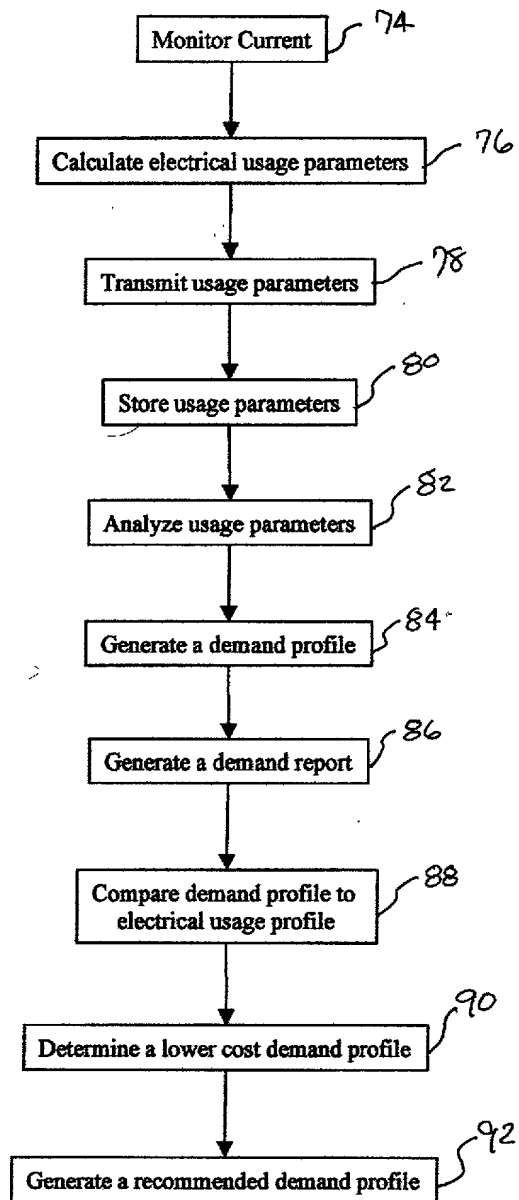 Monitor Current
74
Calculate electrical usage parameters
76
Transmit usage parameters
78
Store usage parameters
80
Analyze usage parameters
82
Generate a demand profile
84
Generate a demand report
86
Compare demand profile to
electrical usage profile
88
Determine a lower cost demand profile
90
Generate a recommended demand profile
92